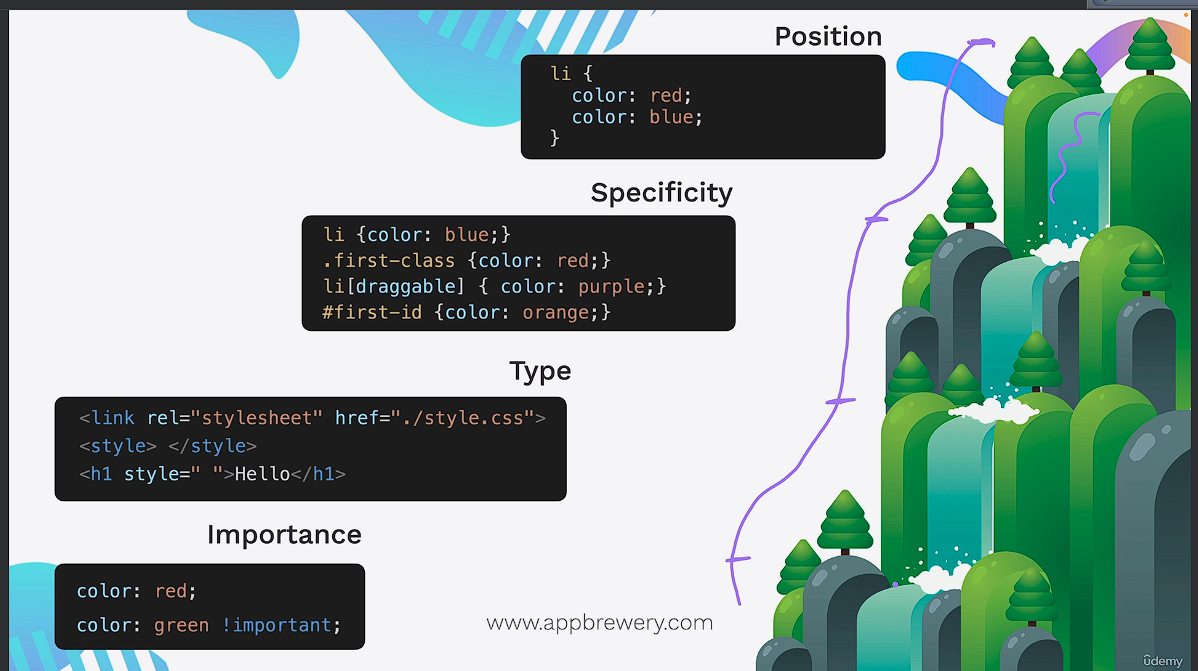 Position
li {
  color: red;
  color: blue;
}
Specificity
li {color: blue;}
.first-class {color: red;}
li[draggable] { color: purple;}
#first-id {color: orange;}
Type
<link rel="stylesheet" href="./style.css">
<style> </style>
<h1 style=" ">Hello</h1>
Importance
color: red;
color: green !important;
www.appbrewery.com
ûdemy